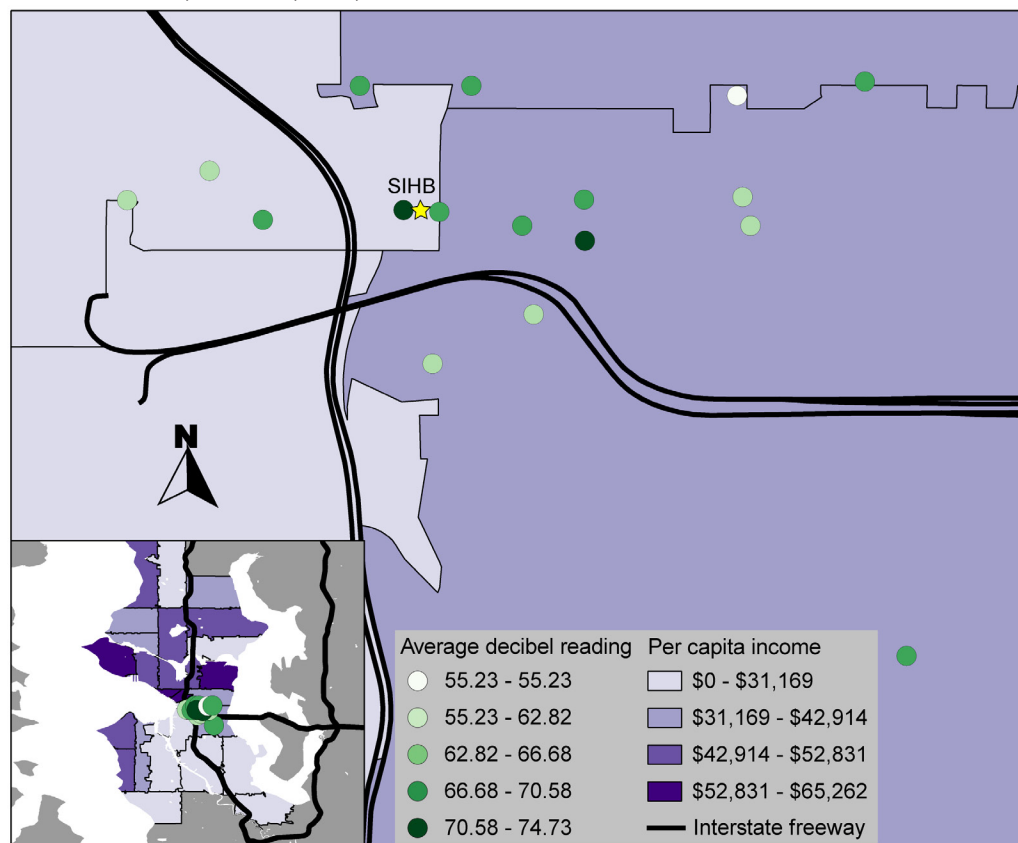 SIHB
N
Average decibel reading
55.23 - 55.23
55.23 - 62.82
62.82 - 66.68
66.68 - 70.58
70.58 - 74.73
Per capita income
$0 - $31,169
$31,169 - $42,914
$42,914 - $52,831
$52,831 - $65,262
Interstate freeway